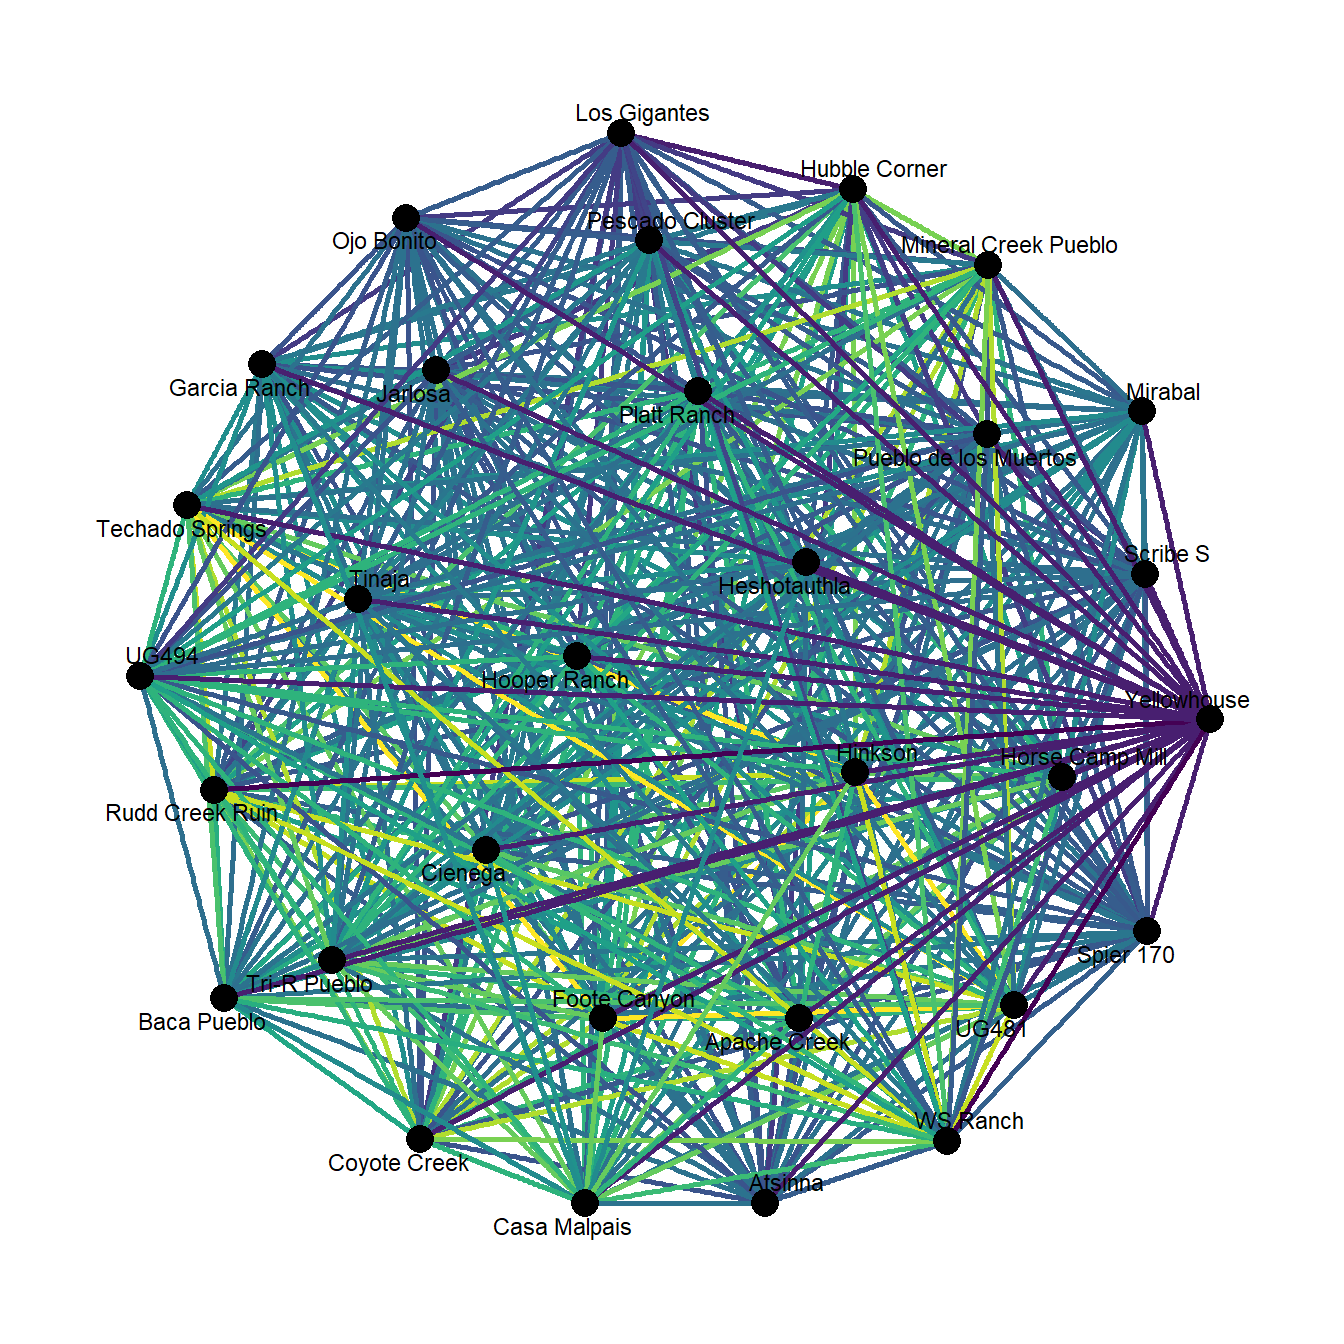 Los Gigantes
Hubble Corner
Pescado Cluster
Ojo Bonito
Mineral Creek Pueblo
Garcia Ranch
Jarlosa
Mirabal
Platt Ranch
Pueblo de los Muertos
Techado Springs
Scribe S
Tinaja
Heshotauthla
UG494
Hooper Ranch
Yellowhouse
Hinkson
Horse Camp Mill
Rudd Creek Ruin
Cienega
Spier 170
Tri-R Pueblo
Foote Canyon
Baca Pueblo
UG481
Apache Creek
WS Ranch
Coyote Creek
Atsinna
Casa Malpais